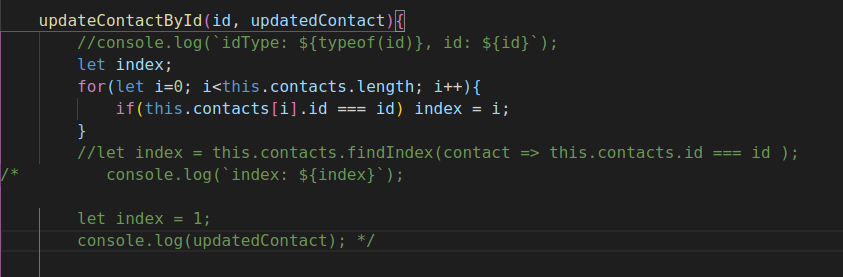 updateContactById(id, updatedContact){
//console.log(`idType: ${typeof(id)}, id: ${id}`);
let index;
for(let i=0; i<this.contacts.length; i++){
if(this.contacts[i].id === id) index = i;
}
//let index = this.contacts.findIndex(contact => this.contacts.id === id );
/* console.log(`index: ${index}`);
let index = 1;
console.log(updatedContact); */